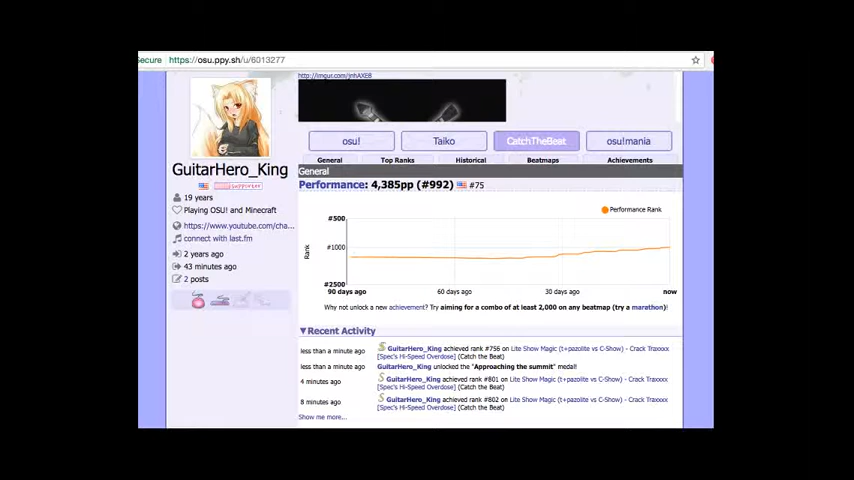 ecure https://osu.ppy.sh/u/6013277
http://imgur.com/jnhAXE8
osu! Taiko CatchTheBeat osu!mania
General Top Ranks Historical Beatmaps Achievements
GuitarHero_King
supporter
19 years
Playing OSU! and Minecraft
https://www.youtube.com/cha...
connect with last.fm
2 years ago
43 minutes ago
2 posts
General
Performance: 4,385pp (#992) #75
Performance Rank
Rank
#500
#1000
#2500
90 days ago 60 days ago 30 days ago now
Why not unlock a new achievement? Try aiming for a combo of at least 2,000 on any beatmap (try a marathon)!
▼Recent Activity
less than a minute ago S GuitarHero_King achieved rank #756 on Lite Show Magic (t+pazolite vs C-Show) - Crack Traxxxx
[Spec's Hi-Speed Overdose] (Catch the Beat)
less than a minute ago GuitarHero_King unlocked the "Approaching the summit" medal!
4 minutes ago S GuitarHero_King achieved rank #801 on Lite Show Magic (t+pazolite vs C-Show) - Crack Traxxxx
[Spec's Hi-Speed Overdose] (Catch the Beat)
8 minutes ago S GuitarHero_King achieved rank #802 on Lite Show Magic (t+pazolite vs C-Show) - Crack Traxxxx
[Spec's Hi-Speed Overdose] (Catch the Beat)
Show me more...